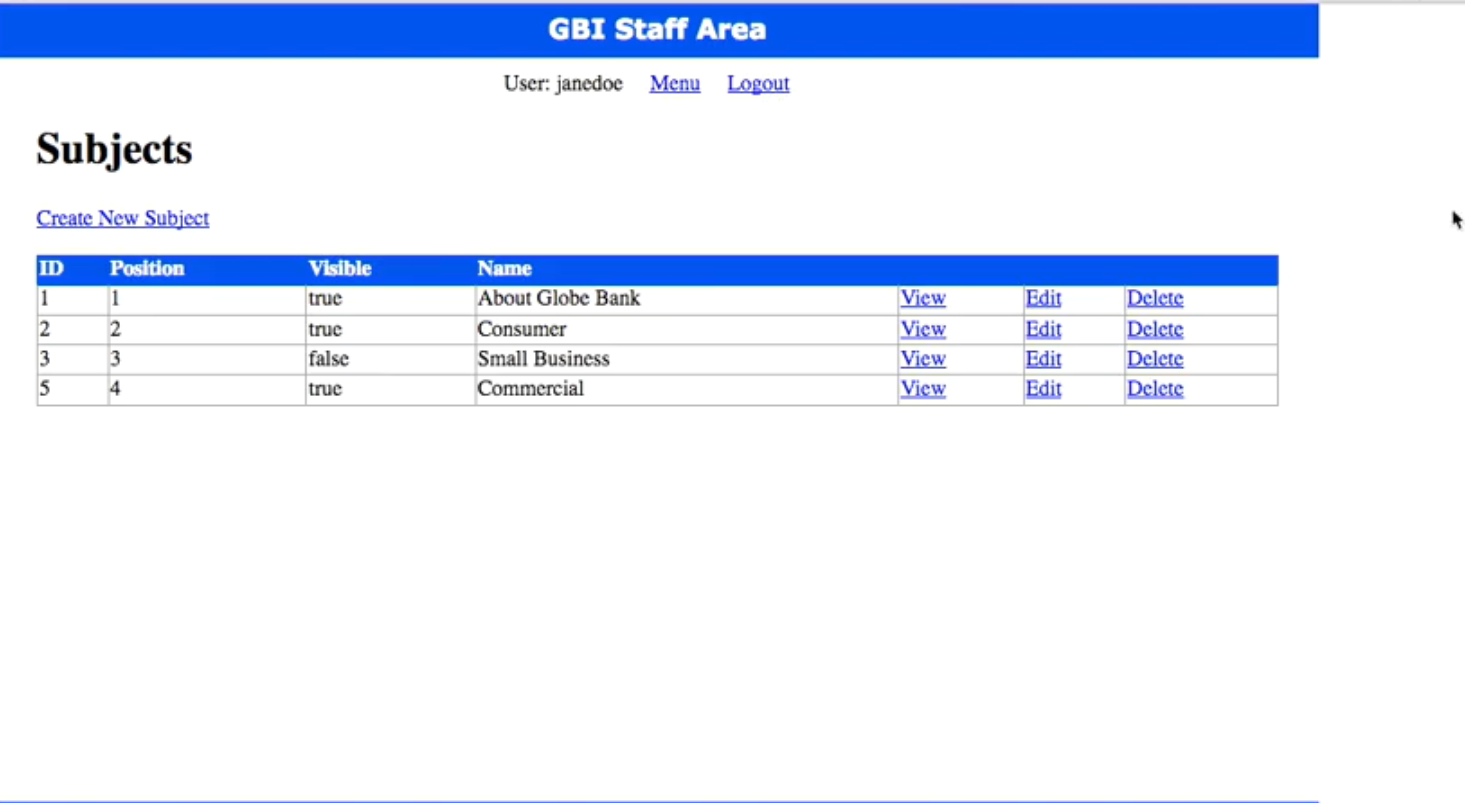 GBI Staff Area
User: janedoe Menu Logout
Subjects
Create New Subject
ID Position Visible Name
1 1 true About Globe Bank View Edit Delete
2 2 true Consumer View Edit Delete
3 3 false Small Business View Edit Delete
5 4 true Commercial View Edit Delete